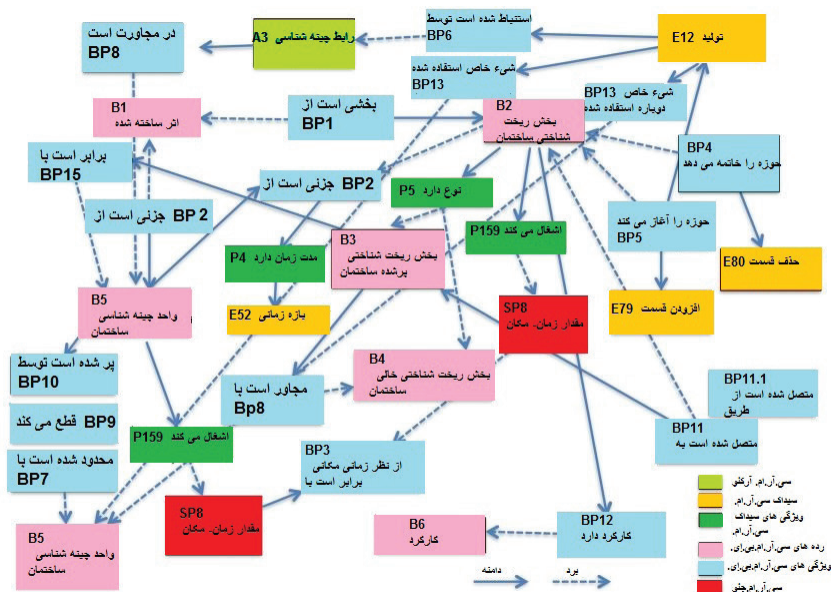 در مجاورت است
BP8
رابط چینه شناسی A3
استنباط شده است توسط
BP6
تولید E12
شیء خاص استفاده شده
BP13
شیء خاص BP13
دوباره استفاده شده
B1
اثر ساخته شده
بخشی است از
BP1
B2
بخش ریخت
شناختی ساختمان
BP4
حوزه را خاتمه می دهد
برابر است با
BP15
BP2 جزئی است از
نوع دارد P5
جزئی است از BP 2
P159 اشغال می کند
حوزه را آغاز می کند
BP5
B3
بخش ریخت شناختی
پرشده ساختمان
مدت زمان دارد P4
حذف قسمت E80
B5
واحد چینه شناسی
ساختمان
بازه زمانی E52
SP8
مقدار زمان- مکان
افزودن قسمت E79
پر شده است توسط
BP10
مجاور است با
Bp8
B4
بخش ریخت شناختی خالی
ساختمان
BP11.1
متصل شده است از
طریق
BP9 قطع می کند
P159 اشغال می کند
BP11
متصل شده است به
محدود شده است با
BP7
BP3
از نظر زمانی مکانی
برابر است با
SP8
مقدار زمان- مکان
B5
واحد چینه شناسی
ساختمان
B6
کارکرد
BP12
کارکرد دارد
دامنه
برد
سی.آر.ام. آرکئو
سیداک سی.آر.ام.
ویژگی های سیداک
سی.آر.ام.
رده های سی.آر.ام.بی.ای.
ویژگی های سی.آر.ام.بی.ای.
سی.آر.ام.جئو